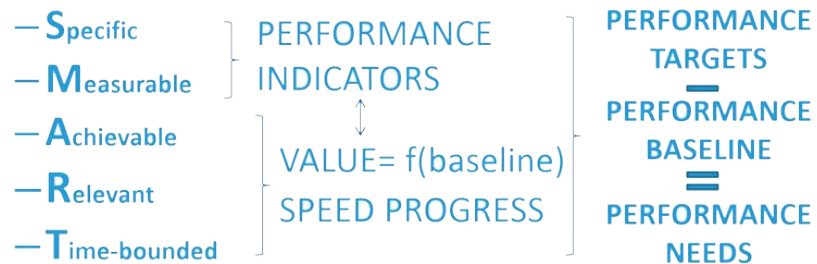 – Specific
– Measurable
– Achievable
– Relevant
– Time-bounded
PERFORMANCE
INDICATORS
VALUE= f(baseline)
SPEED PROGRESS
PERFORMANCE
TARGETS
–
PERFORMANCE
BASELINE
=
PERFORMANCE
NEEDS